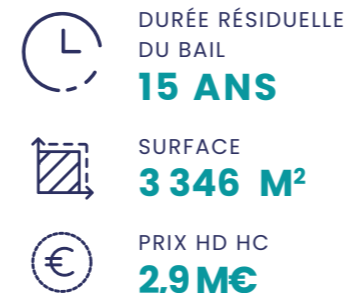 DURÉE RÉSIDUELLE
DU BAIL
15 ANS
SURFACE
3 346 M²
PRIX HD HC
2,9 M€